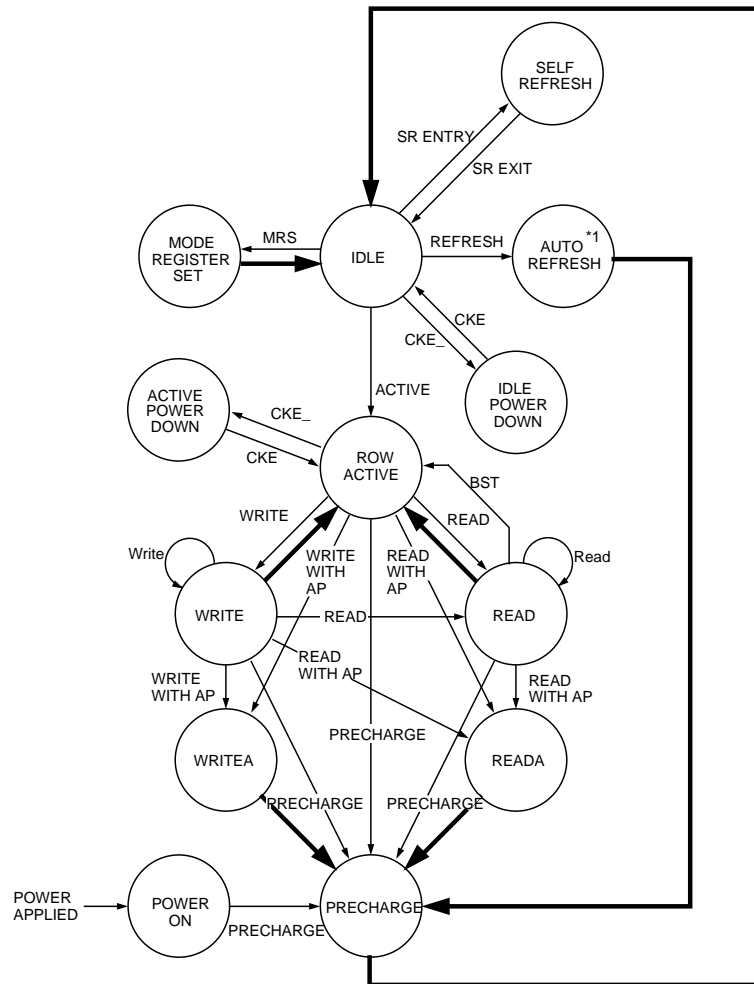 SELF
REFRESH
SR ENTRY
SR EXIT
MODE
REGISTER
SET
MRS
IDLE
REFRESH
AUTO *1
REFRESH
CKE
CKE_
IDLE
POWER
DOWN
ACTIVE
ACTIVE
POWER
DOWN
CKE_
CKE
ROW
ACTIVE
BST
WRITE
READ
Write
WRITE
WITH
AP
READ
WITH
AP
Read
WRITE
READ
READ
READ
WITH AP
WRITE
WITH AP
READ
WITH AP
PRECHARGE
WRITEA
READA
PRECHARGE
PRECHARGE
POWER
APPLIED
POWER
ON
PRECHARGE
PRECHARGE